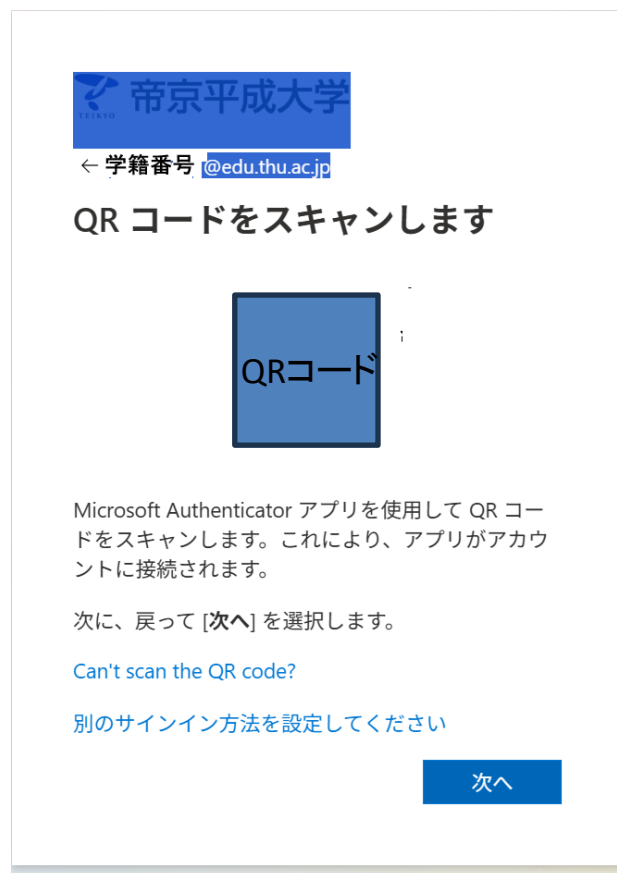 TEIKYO 帝京平成大学
← 学籍番号 @edu.thu.ac.jp
QR コードをスキャンします
QRコード
Microsoft Authenticator アプリを使用して QR コー
ドをスキャンします。これにより、アプリがアカウ
ントに接続されます。
次に、戻って [次へ] を選択します。
Can't scan the QR code?
別のサインイン方法を設定してください
次へ